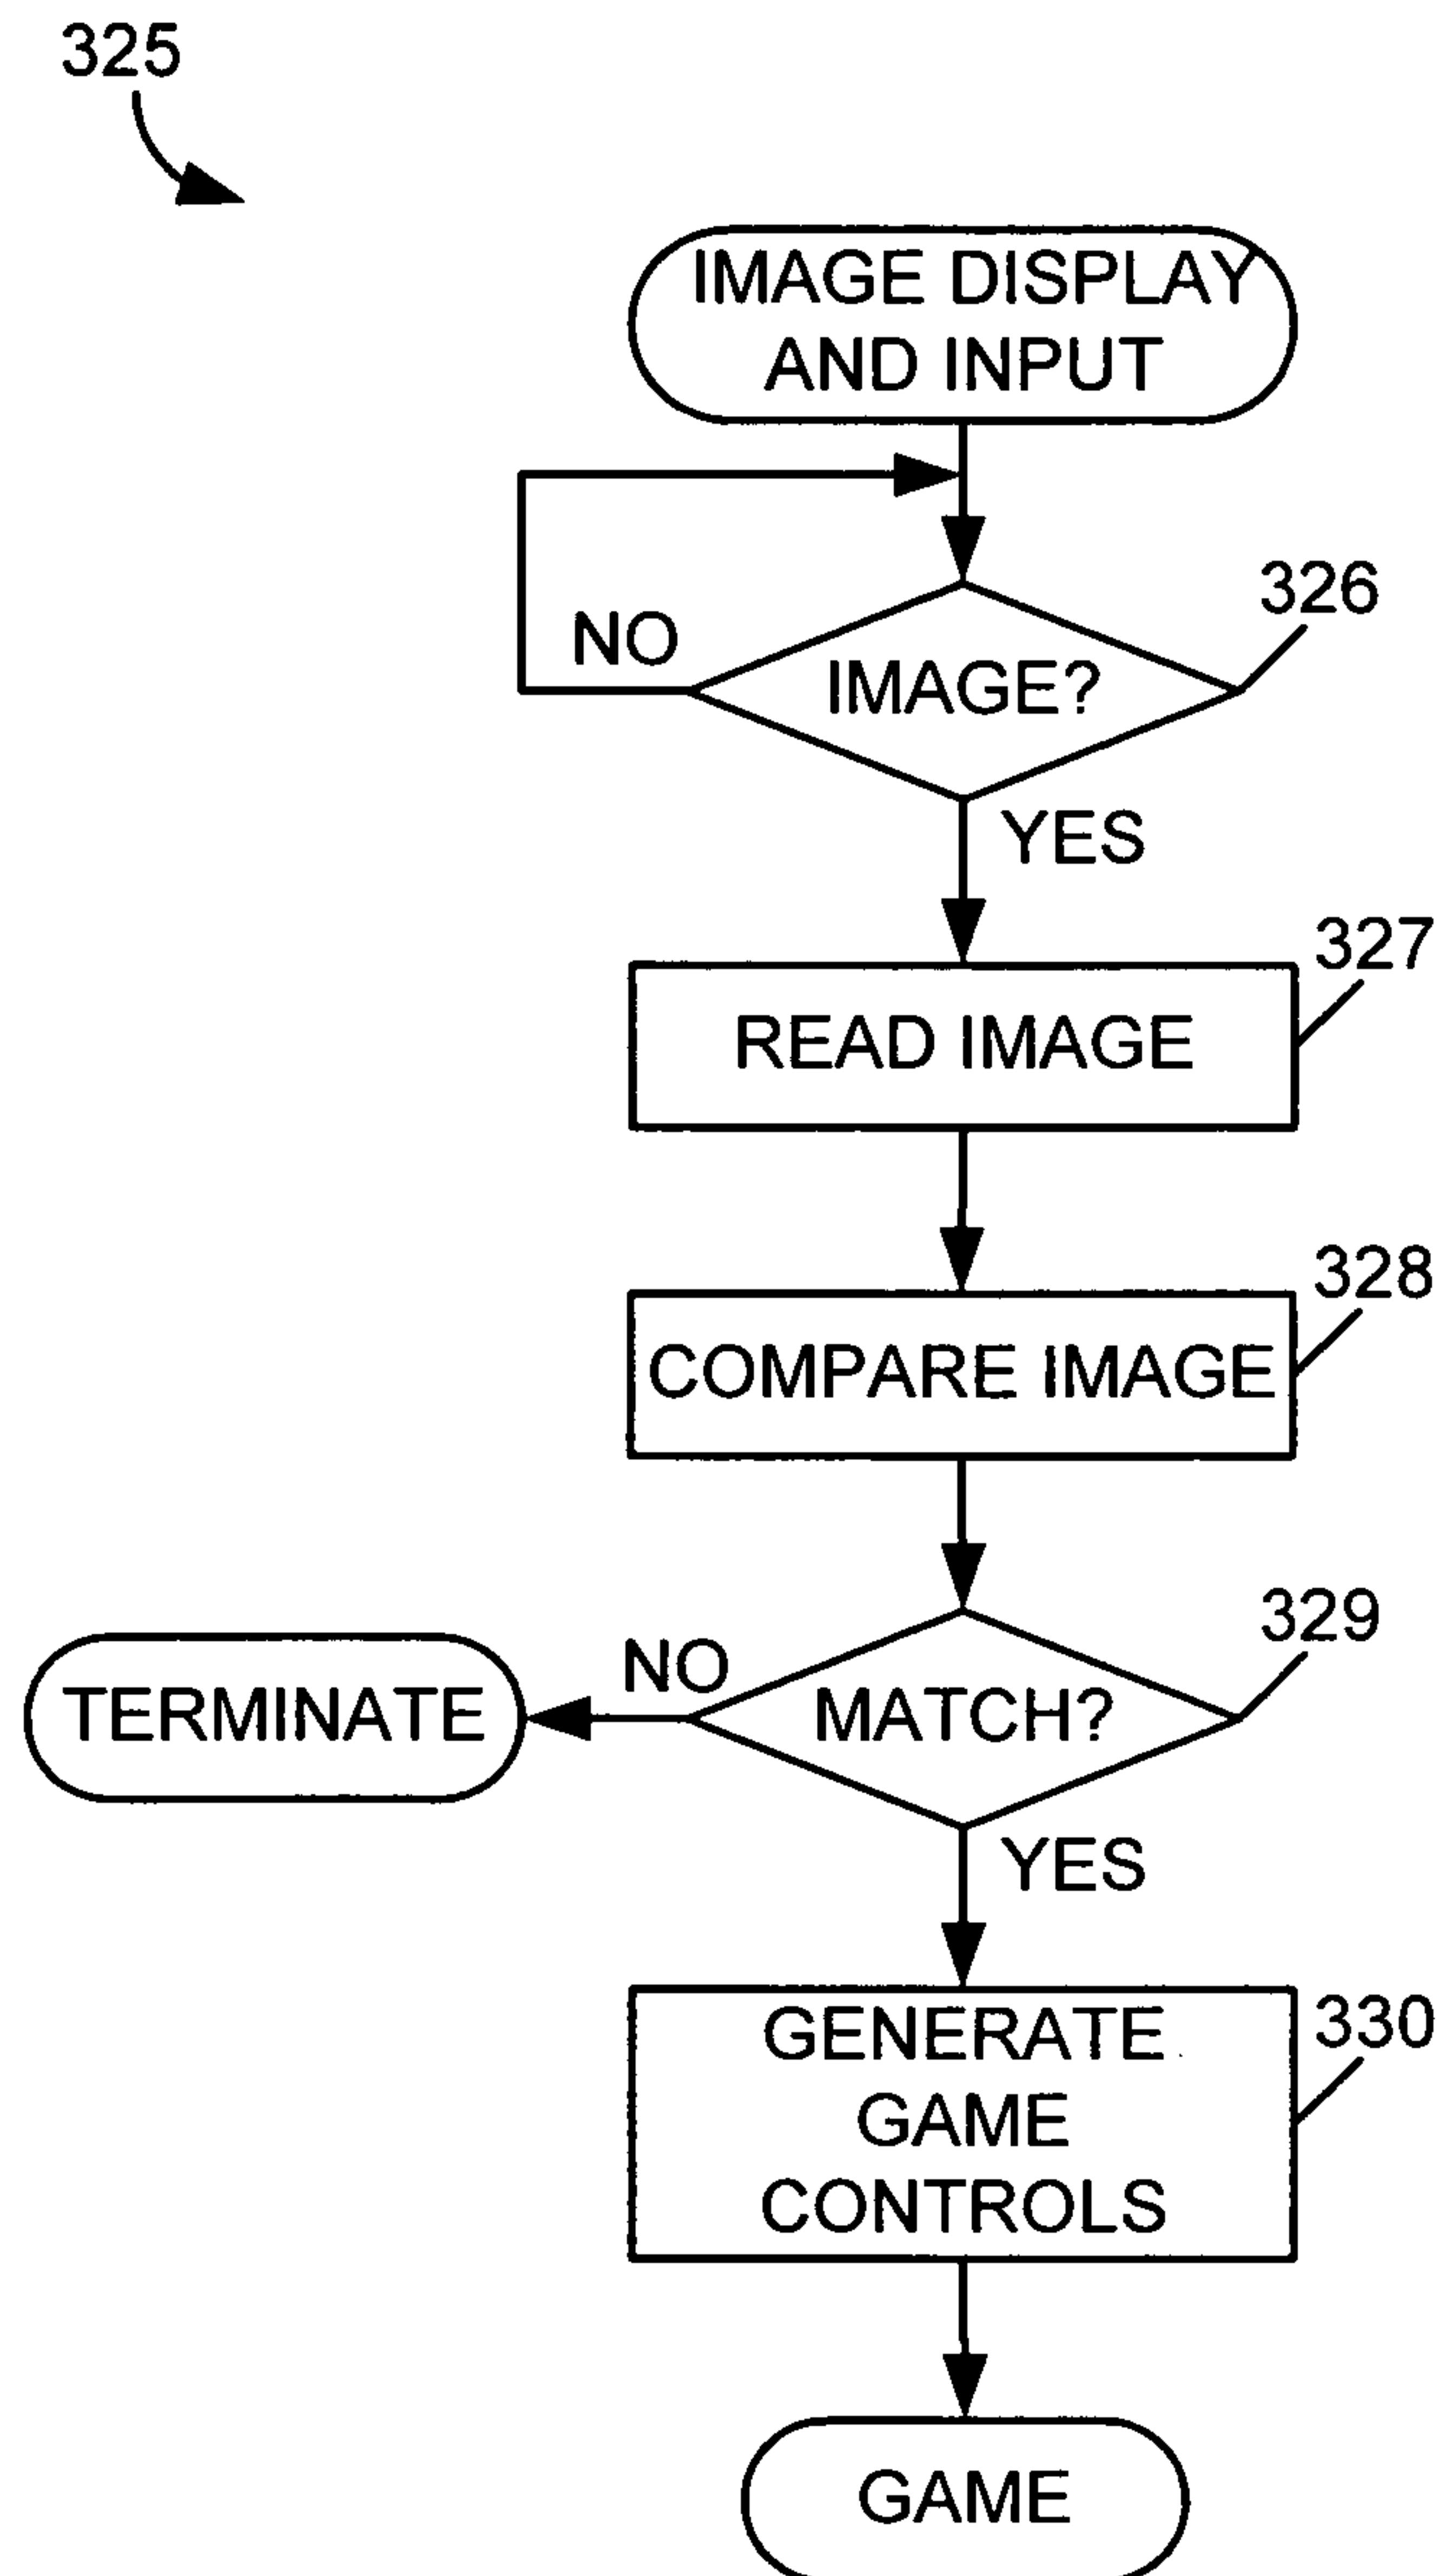 325
IMAGE DISPLAY
AND INPUT
326
NO
IMAGE?
YES
327
READ IMAGE
328
COMPARE IMAGE
329
NO
TERMINATE
MATCH?
YES
330
GENERATE
GAME
CONTROLS
GAME